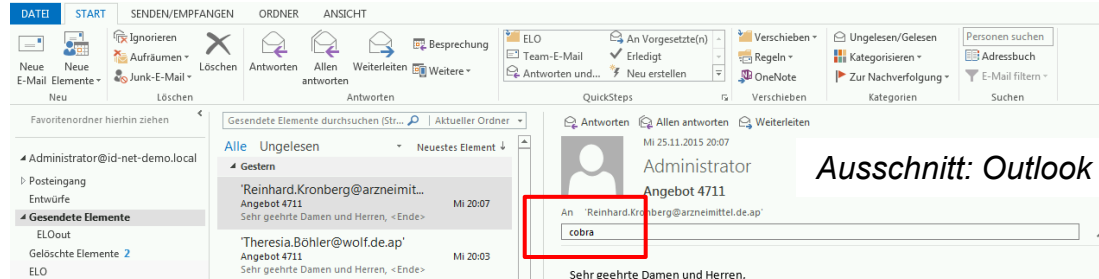 DATEI START SENDEN/EMPFANGEN ORDNER ANSICHT
Neue E-Mail
Neue Elemente
Neu
Ignorieren
Aufräumen
Junk-E-Mail
Löschen
Löschen
Antworten
Allen antworten
Weiterleiten
Besprechung
Weitere
Antworten
ELO
Team-E-Mail
Antworten und...
An Vorgesetzte(n)
Erledigt
Neu erstellen
QuickSteps
Verschieben
Regeln
OneNote
Verschieben
Ungelesen/Gelesen
Kategorisieren
Zur Nachverfolgung
Kategorien
Personen suchen
Adressbuch
E-Mail filtern
Suchen
Favoritenordner hierhin ziehen
Administrator@id-net-demo.local
Posteingang
Entwürfe
Gesendete Elemente
ELOout
Gelöschte Elemente 2
ELO
Gesendete Elemente durchsuchen (Str... Aktueller Ordner
Alle Ungelesen Neuestes Element
Gestern
'Reinhard.Kronberg@arzneimit...
Angebot 4711 Mi 20:07
Sehr geehrte Damen und Herren, <Ende>
'Theresia.Böhler@wolf.de.ap'
Angebot 4711 Mi 20:03
Sehr geehrte Damen und Herren, <Ende>
Antworten Allen antworten Weiterleiten
Mi 25.11.2015 20:07
Administrator
Angebot 4711
An 'Reinhard.Kronberg@arzneimittel.de.ap'
cobra
Sehr geehrte Damen und Herren,
Ausschnitt: Outlook